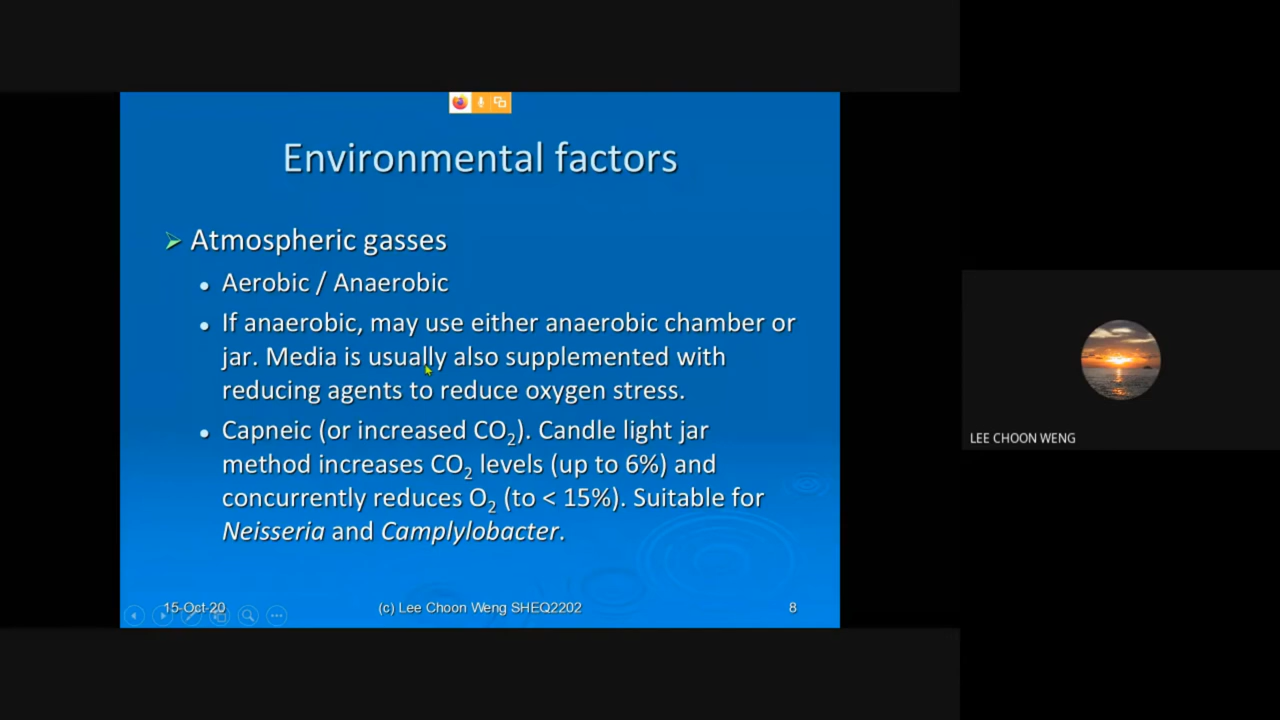 Environmental factors
Atmospheric gasses
Aerobic / Anaerobic
If anaerobic, may use either anaerobic chamber or
jar. Media is usually also supplemented with
reducing agents to reduce oxygen stress.
Capneic (or increased CO2). Candle light jar
method increases CO2 levels (up to 6%) and
concurrently reduces O2 (to < 15%). Suitable for
Neisseria and Camplylobacter.
15-Oct-20
(c) Lee Choon Weng SHEQ2202
8
LEE CHOON WENG